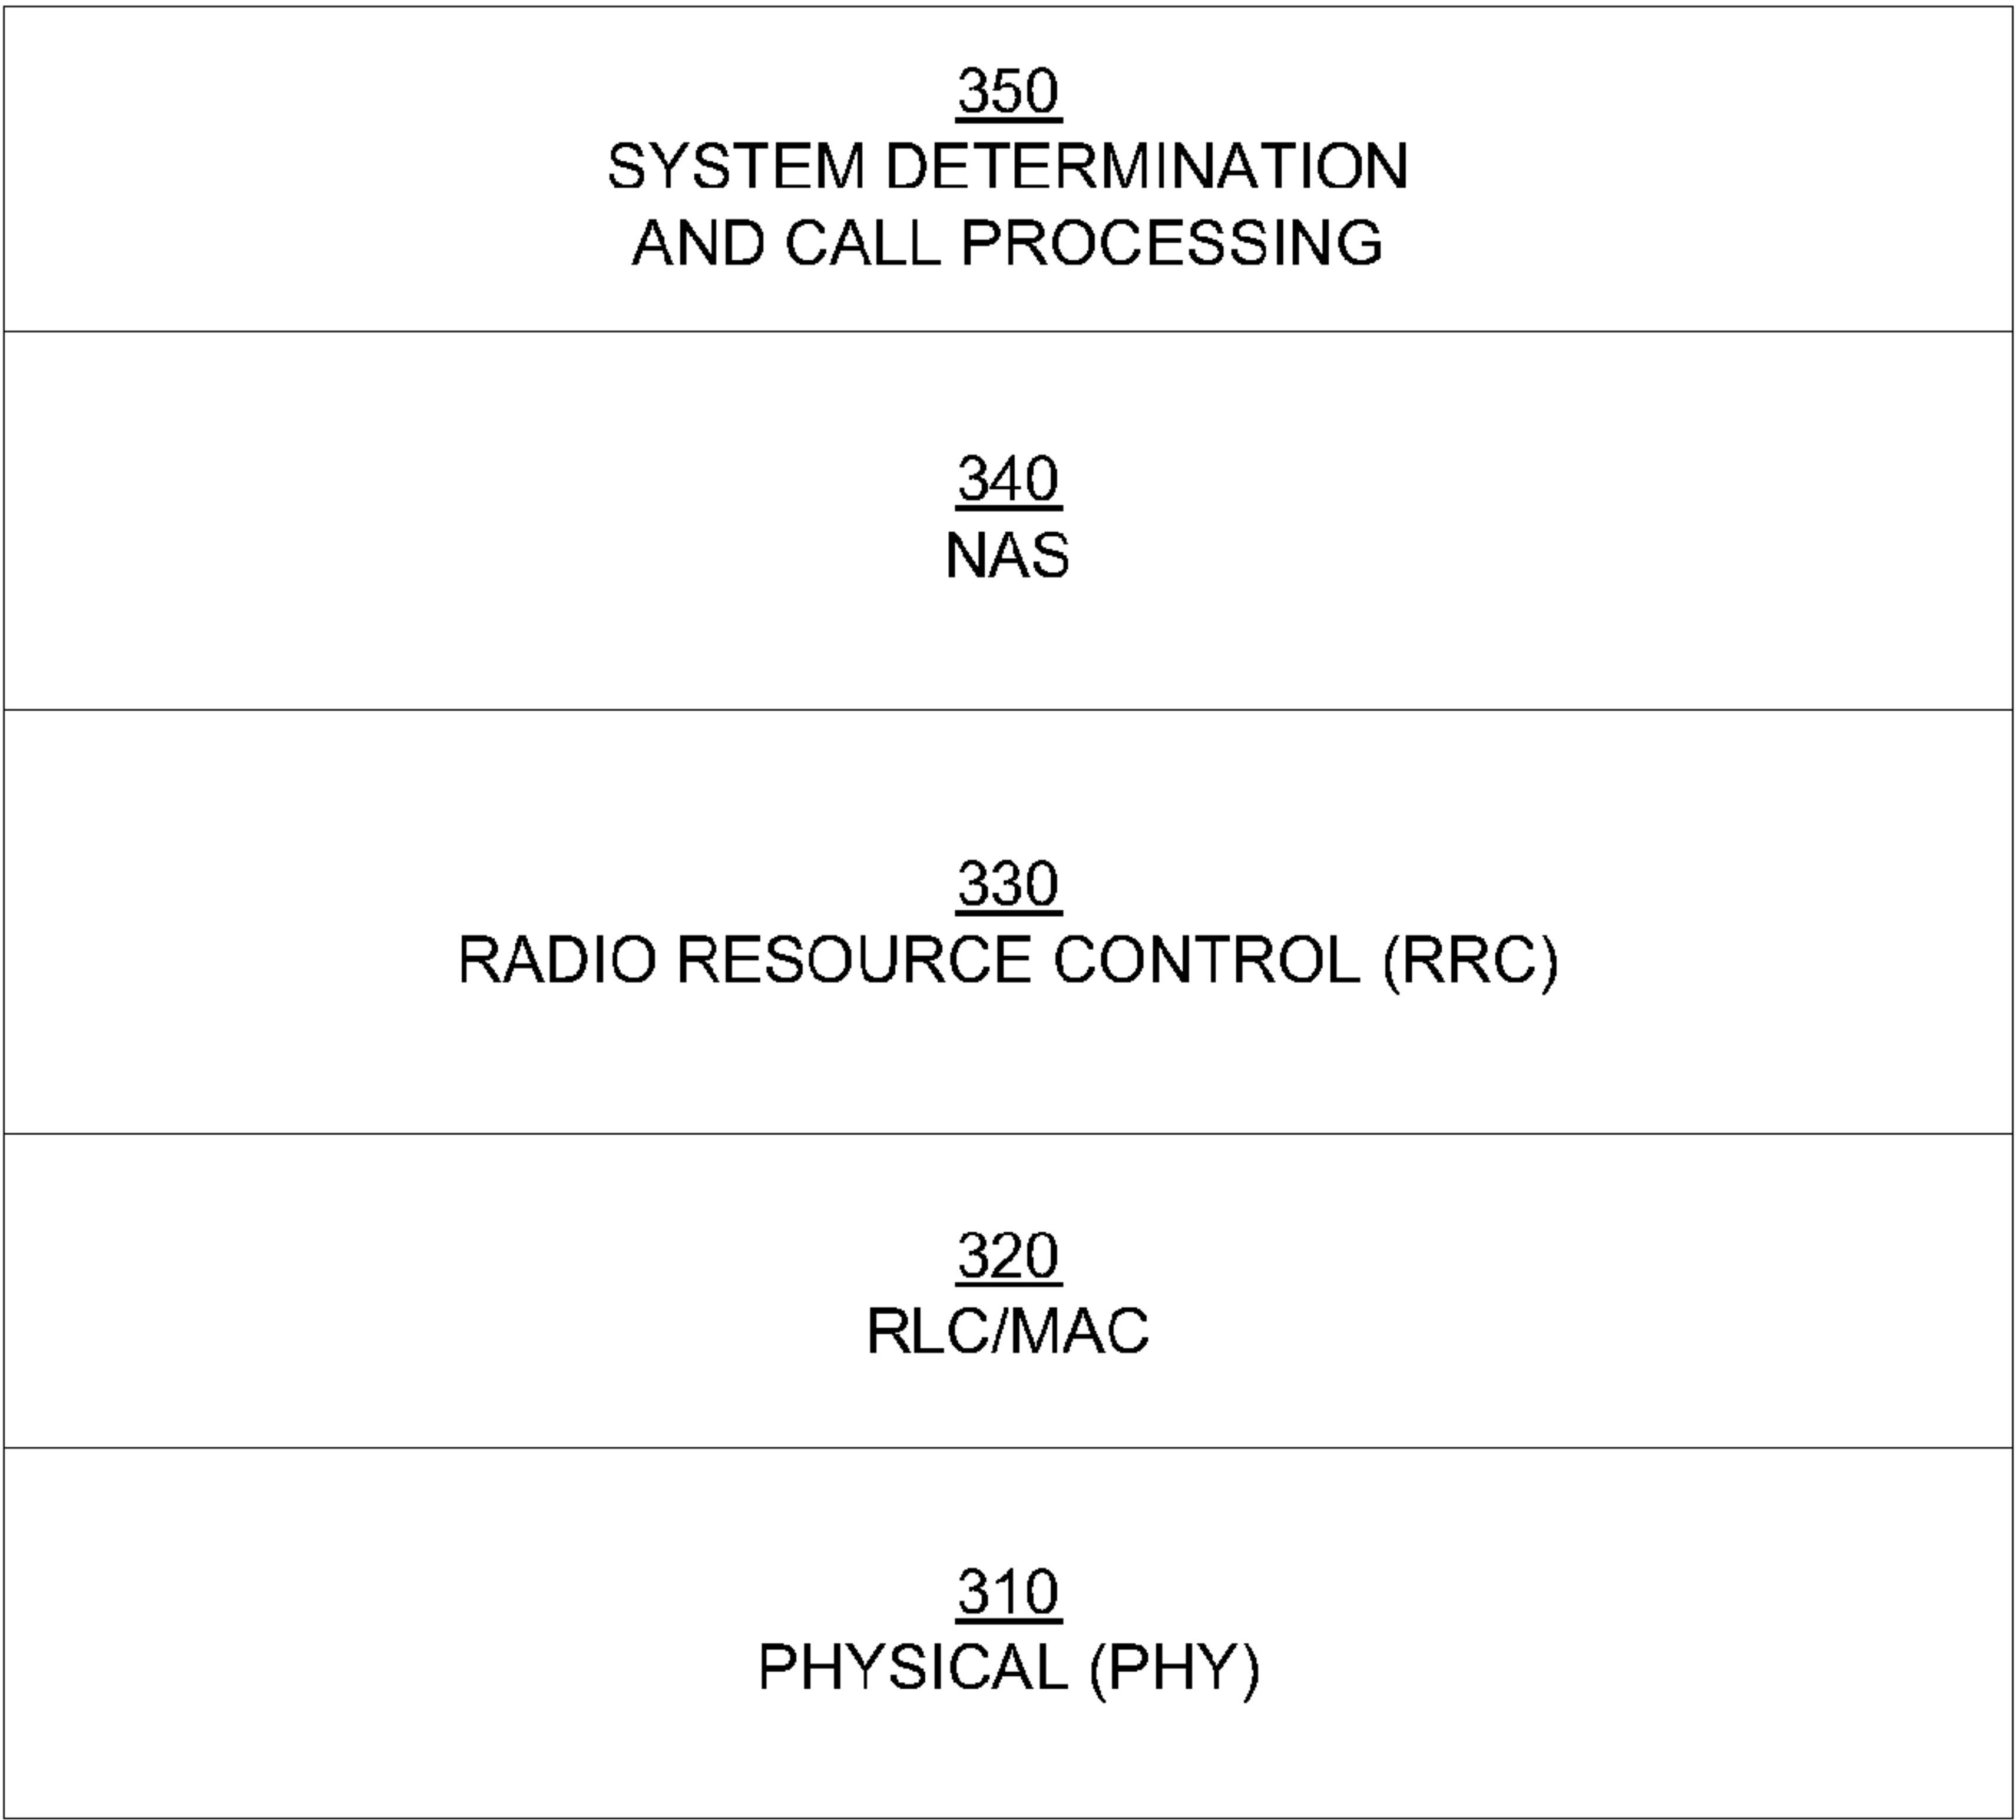 350
SYSTEM DETERMINATION
AND CALL PROCESSING
340
NAS
330
RADIO RESOURCE CONTROL (RRC)
320
RLC/MAC
310
PHYSICAL (PHY)